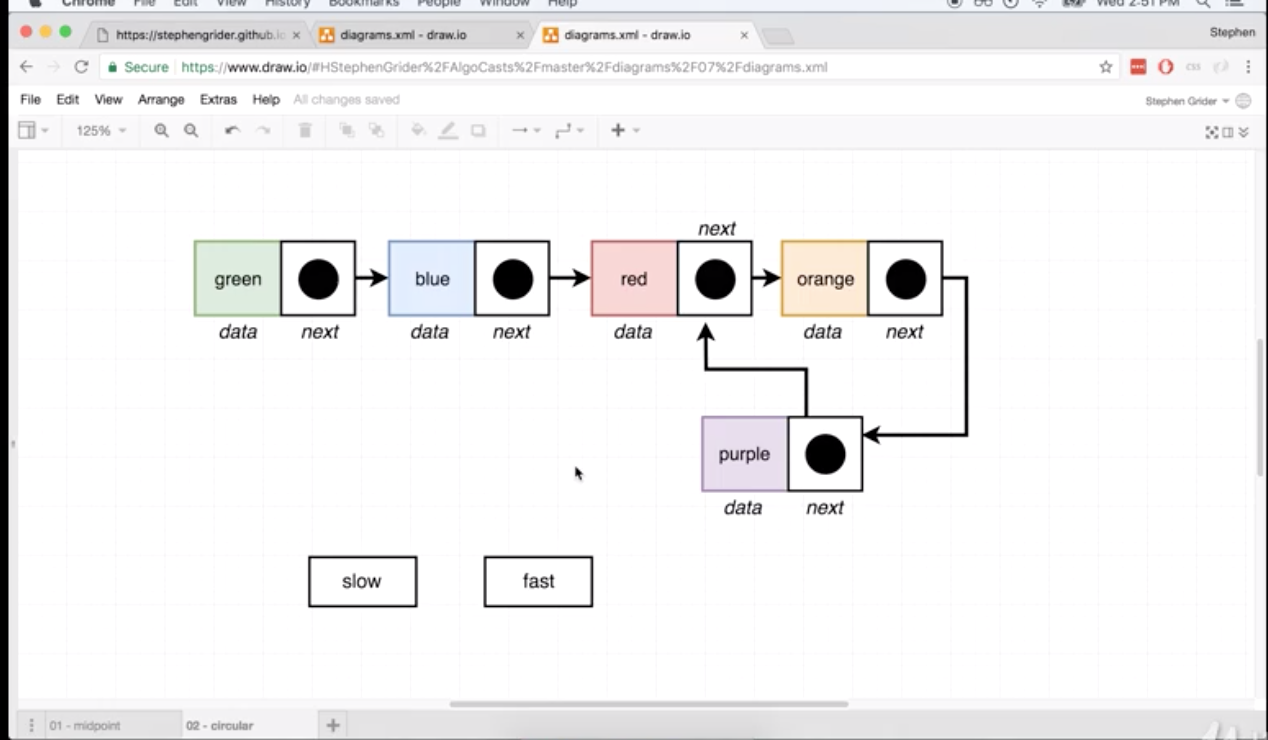 Chrome File Edit View History Bookmarks People Window Help Wed 2:51 PM
https://stephengrider.github.io diagrams.xml - draw.io diagrams.xml - draw.io Stephen
Secure https://www.draw.io/#HStephenGrider%2FAlgoCasts%2Fmaster%2Fdiagrams%2F07%2Fdiagrams.xml css
File Edit View Arrange Extras Help All changes saved Stephen Grider
125%
next
green blue red orange
data next data next data data next
purple
data next
slow fast
01 - midpoint 02 - circular